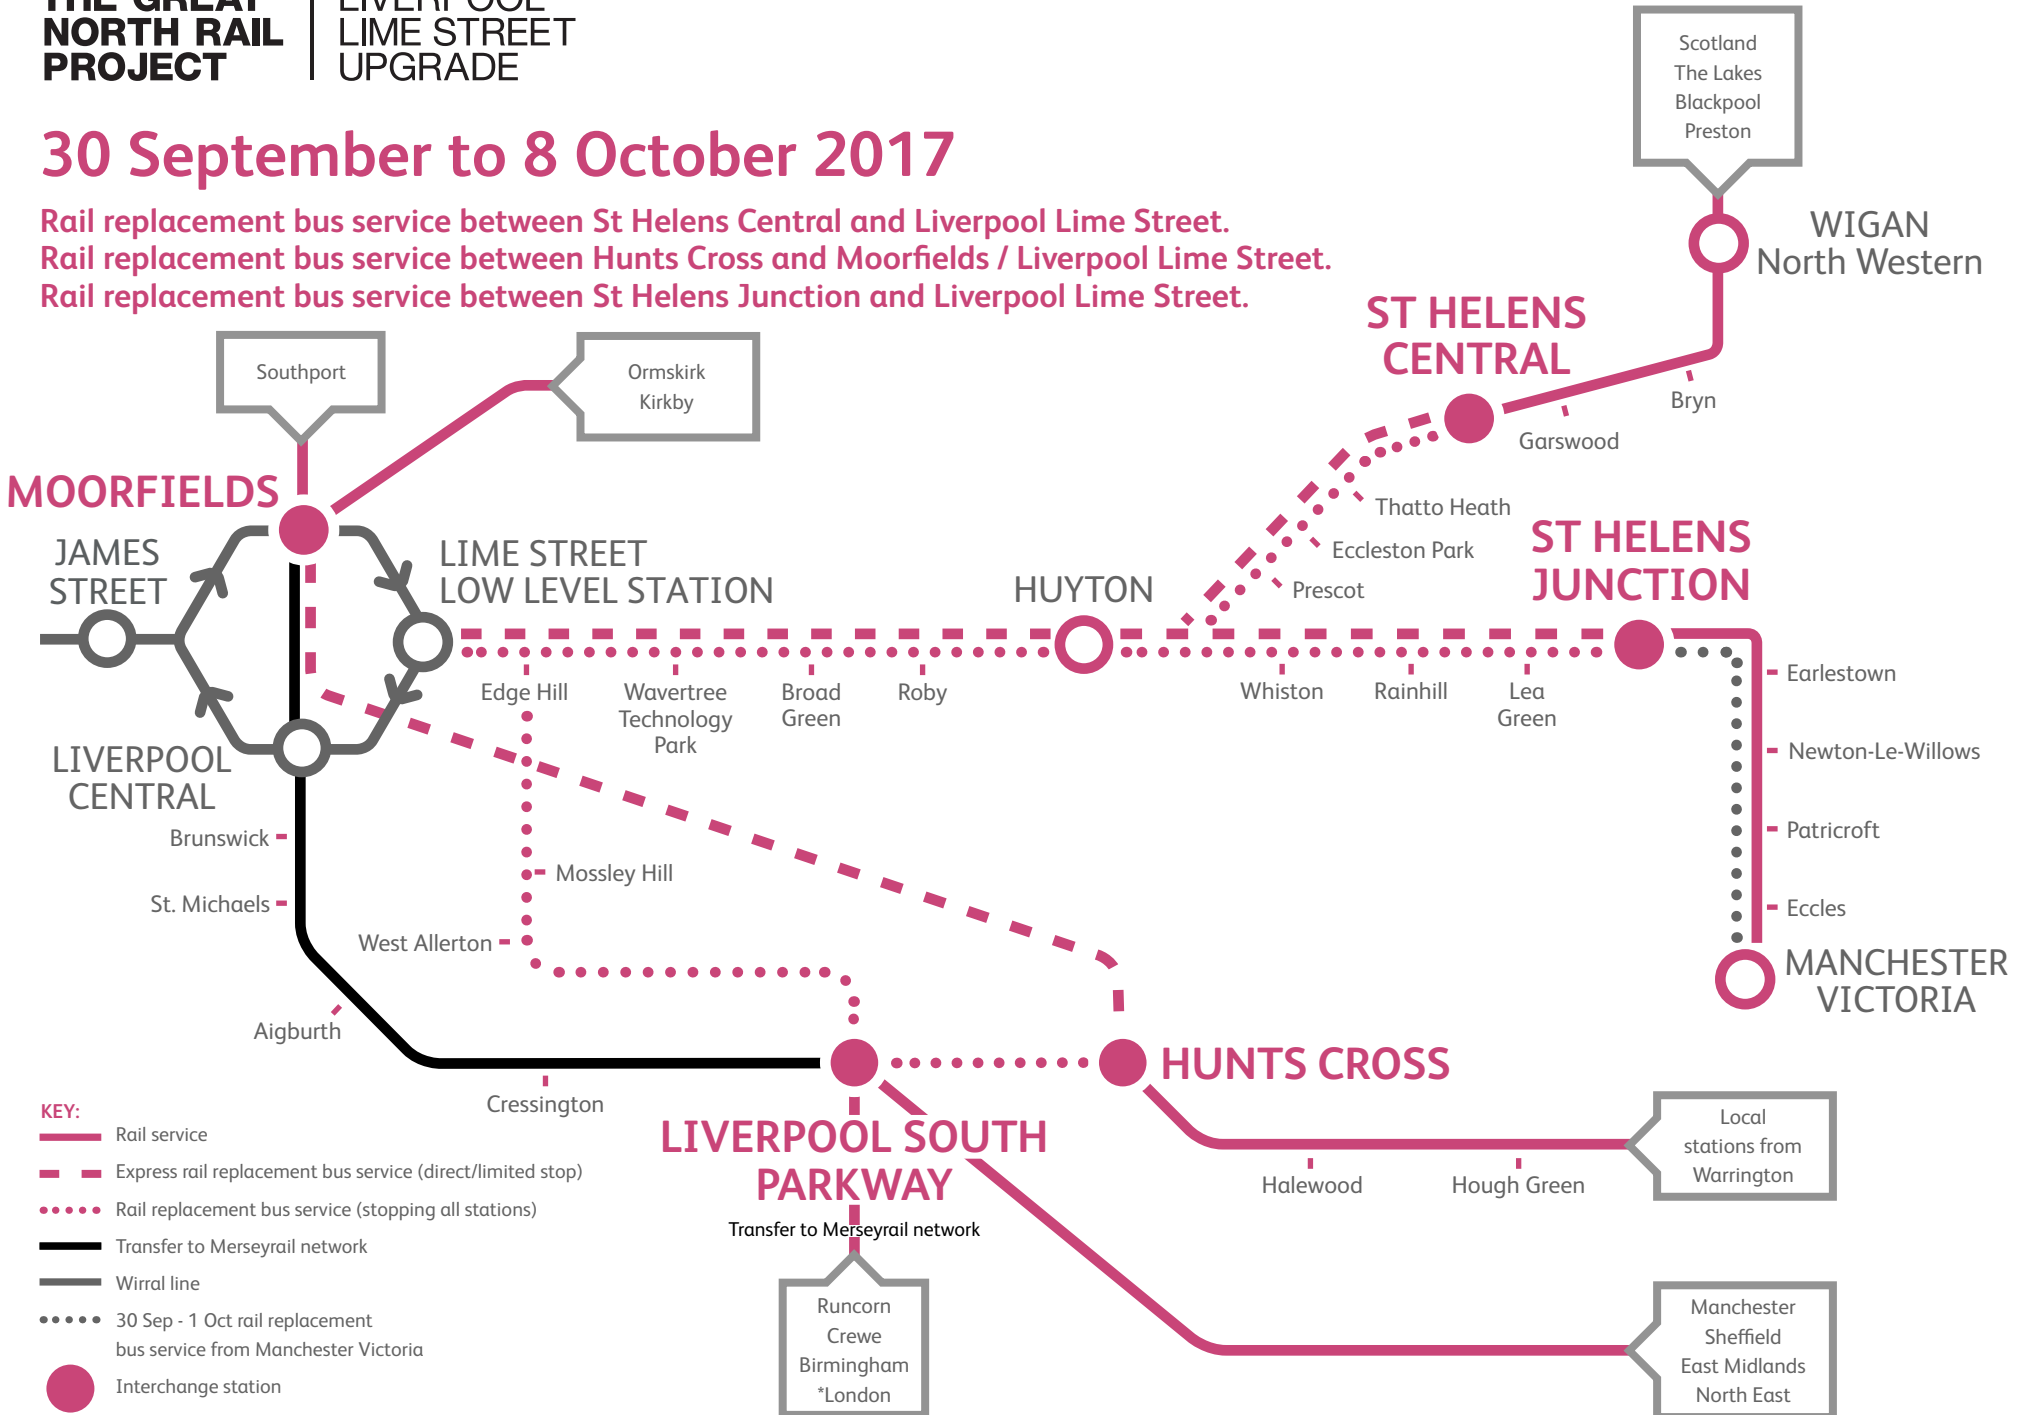 THE GREAT
NORTH RAIL
PROJECT
LIVERPOOL
LIME STREET
UPGRADE
30 September to 8 October 2017
Rail replacement bus service between St Helens Central and Liverpool Lime Street.
Rail replacement bus service between Hunts Cross and Moorfields / Liverpool Lime Street.
Rail replacement bus service between St Helens Junction and Liverpool Lime Street.
Scotland
The Lakes
Blackpool
Preston
WIGAN
North Western
ST HELENS
CENTRAL
Bryn
Garswood
Southport
Ormskirk
Kirkby
MOORFIELDS
JAMES
STREET
LIME STREET
LOW LEVEL STATION
HUYTON
Thatto Heath
Eccleston Park
Prescot
ST HELENS
JUNCTION
Edge Hill
Wavertree
Technology
Park
Broad
Green
Roby
Whiston
Rainhill
Lea
Green
Earlestown
Newton-Le-Willows
Patricroft
Eccles
MANCHESTER
VICTORIA
LIVERPOOL
CENTRAL
Brunswick
St. Michaels
Mossley Hill
West Allerton
Aigburth
Cressington
HUNTS CROSS
LIVERPOOL SOUTH
PARKWAY
Transfer to Merseyrail network
Halewood
Hough Green
Local
stations from
Warrington
Runcorn
Crewe
Birmingham
*London
Manchester
Sheffield
East Midlands
North East
KEY:
Rail service
Express rail replacement bus service (direct/limited stop)
Rail replacement bus service (stopping all stations)
Transfer to Merseyrail network
Wirral line
30 Sep - 1 Oct rail replacement
bus service from Manchester Victoria
Interchange station